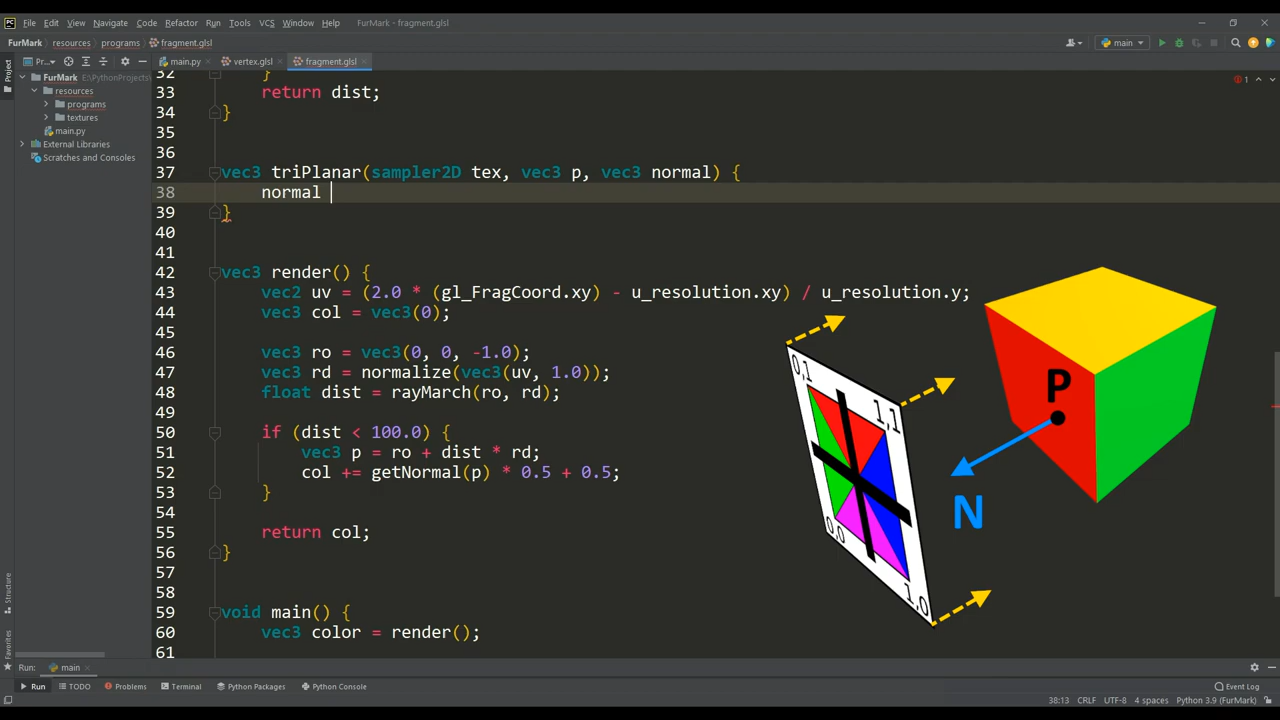 File Edit View Navigate Code Refactor Run Tools VCS Window Help FurMark - fragment.glsl
FurMark resources programs fragment.glsl main
Pr... main.py vertex.glsl fragment.glsl
Project
FurMark E:\PythonProjects\
resources
programs
textures
main.py
External Libraries
Scratches and Consoles
1
32 }
33 return dist;
34 }
35
36
37 vec3 triPlanar(sampler2D tex, vec3 p, vec3 normal) {
38 normal
39 }
40
41
42 vec3 render() {
43 vec2 uv = (2.0 * (gl_FragCoord.xy) - u_resolution.xy) / u_resolution.y;
44 vec3 col = vec3(0);
45
46 vec3 ro = vec3(0, 0, -1.0);
47 vec3 rd = normalize(vec3(uv, 1.0));
48 float dist = rayMarch(ro, rd);
49
50 if (dist < 100.0) {
51 vec3 p = ro + dist * rd;
52 col += getNormal(p) * 0.5 + 0.5;
53 }
54
55 return col;
56 }
57
58
59 void main() {
60 vec3 color = render();
61
0,1
1,1
0,0
1,0
P
N
Structure
Favorites
Run: main
Run TODO Problems Terminal Python Packages Python Console Event Log
38:13 CRLF UTF-8 4 spaces Python 3.9 (FurMark)